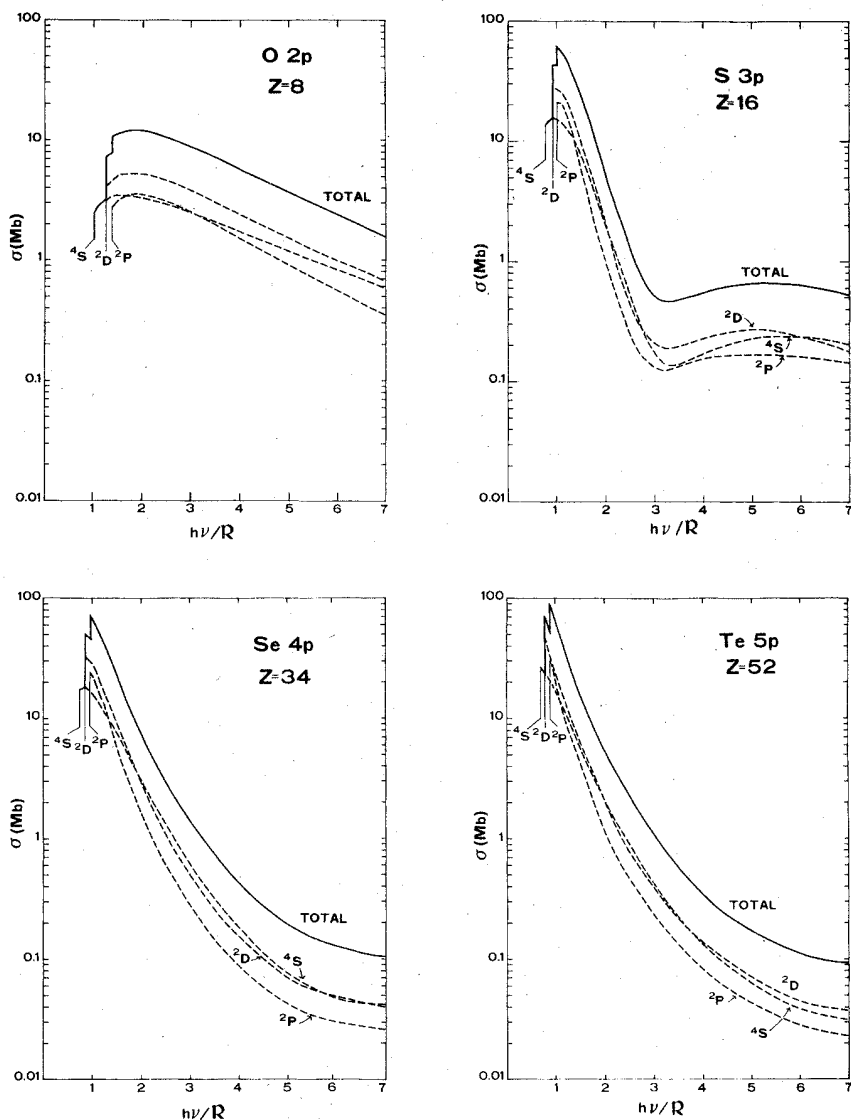 O 2p
Z=8
σ(Mb)
100
10
1
0.1
0.01
TOTAL
⁴S ²D ²P
1 2 3 4 5 6 7
hν/R
S 3p
Z=16
σ(Mb)
100
10
1
0.1
0.01
⁴S ²D ²P
TOTAL
²D
⁴S
²P
1 2 3 4 5 6 7
hν/R
Se 4p
Z=34
σ(Mb)
100
10
1
0.1
0.01
⁴S ²D ²P
TOTAL
²D
⁴S
²P
1 2 3 4 5 6 7
hν/R
Te 5p
Z=52
σ(Mb)
100
10
1
0.1
0.01
⁴S ²D ²P
TOTAL
²D
²P
⁴S
1 2 3 4 5 6 7
hν/R